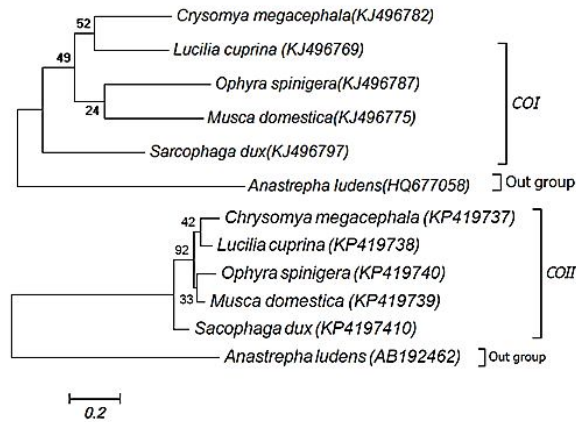 Crysomya megacephala(KJ496782)
52
Lucilia cuprina (KJ496769)
49
Ophyra spinigera(KJ496787)
COI
24
Musca domestica(KJ496775)
Sarcophaga dux(KJ496797)
Anastrepha ludens(HQ677058)
Out group
Chrysomya megacephala(KP419737)
42
Lucilia cuprina (KP419738)
92
Ophyra spinigera (KP419740)
COII
33
Musca domestica (KP419739)
Sacophaga dux (KP4197410)
Anastrepha ludens (AB192462)
Out group
0.2